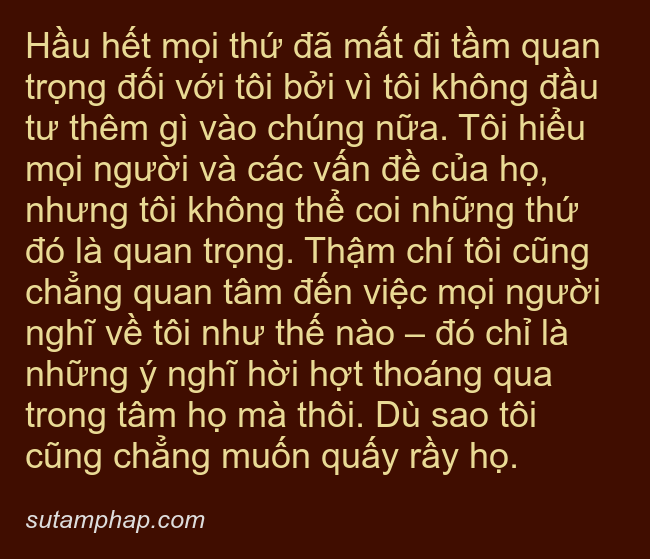 Hầu hết mọi thứ đã mất đi tầm quan
trọng đối với tôi bởi vì tôi không đầu
tư thêm gì vào chúng nữa. Tôi hiểu
mọi người và các vấn đề của họ,
nhưng tôi không thể coi những thứ
đó là quan trọng. Thậm chí tôi cũng
chẳng quan tâm đến việc mọi người
nghĩ về tôi như thế nào – đó chỉ là
những ý nghĩ hời hợt thoáng qua
trong tâm họ mà thôi. Dù sao tôi
cũng chẳng muốn quấy rầy họ.
sutamphap.com